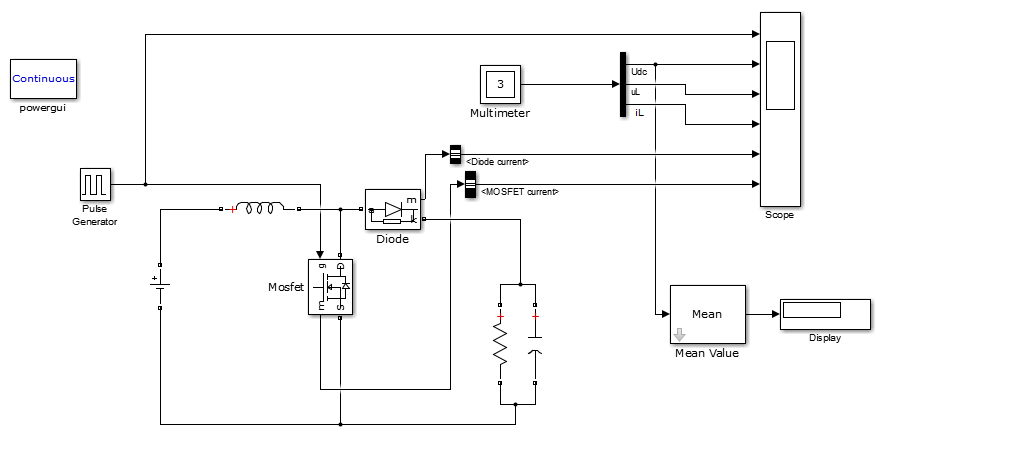 Continuous
powergui
3
Multimeter
Udc
uL
iL
<Diode current>
<MOSFET current>
Scope
Pulse
Generator
m
a
k
Diode
+
g
D
Mosfet
m
S
+
+
+
Mean
Mean Value
Display